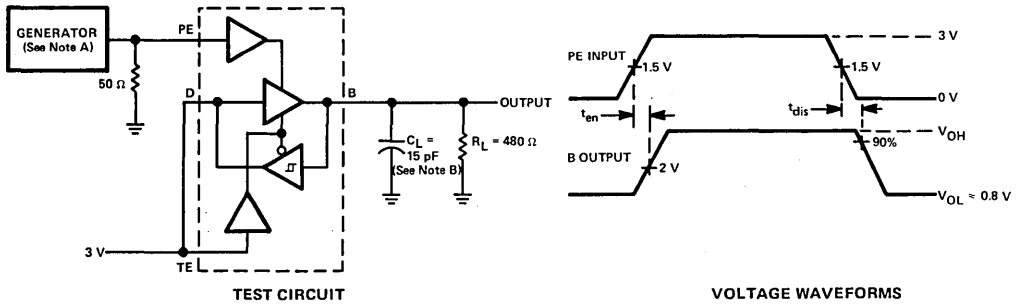 GENERATOR
(See Note A)
50 Ω
PE
D
B
3 V
TE
OUTPUT
C_L =
15 pF
(See Note B)
R_L = 480 Ω
TEST CIRCUIT
PE INPUT
1.5 V
1.5 V
3 V
0 V
t_en
t_dis
B OUTPUT
2 V
90%
V_OH
V_OL ≈ 0.8 V
VOLTAGE WAVEFORMS